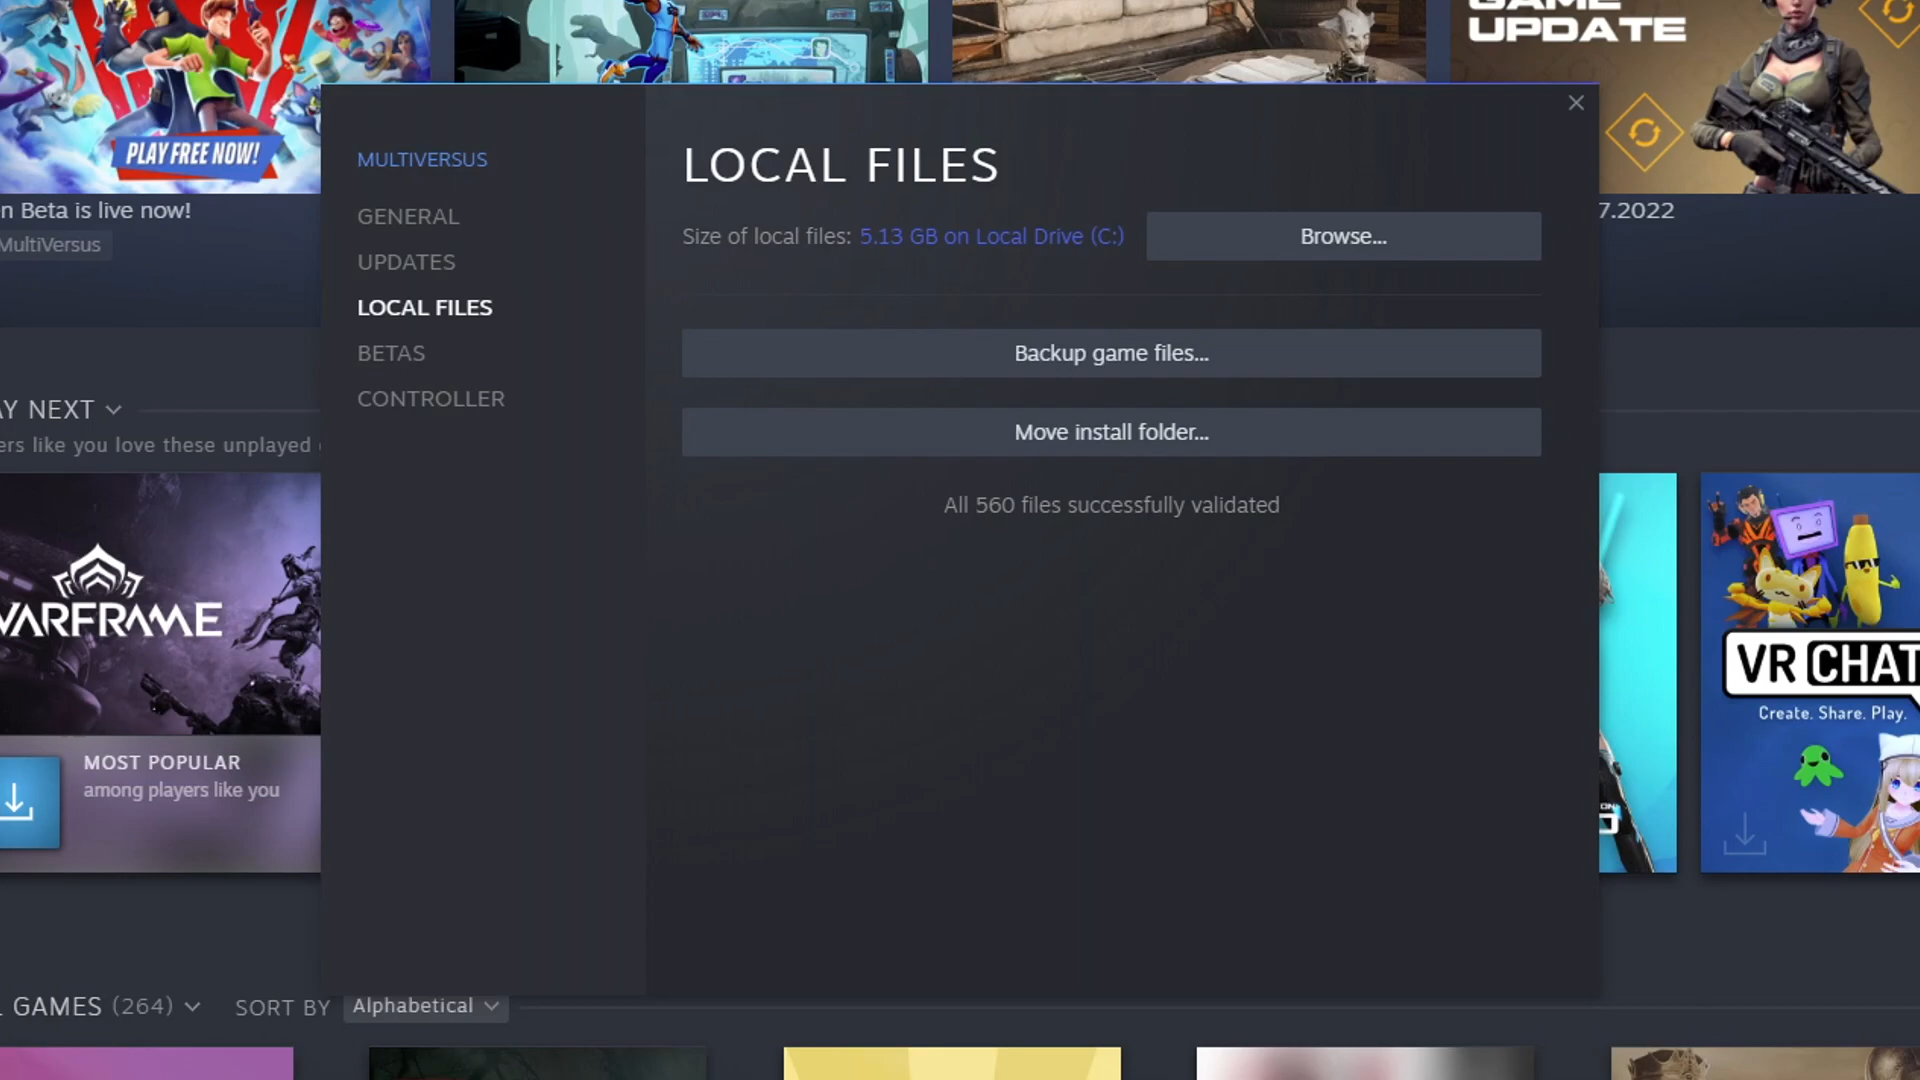 GAME
UPDATE
PLAY FREE NOW!
n Beta is live now!
MultiVersus
7.2022
MULTIVERSUS
GENERAL
UPDATES
LOCAL FILES
BETAS
CONTROLLER
LOCAL FILES
Size of local files: 5.13 GB on Local Drive (C:)
Browse...
Backup game files...
Move install folder...
All 560 files successfully validated
AY NEXT
ers like you love these unplayed
WARFRAME
MOST POPULAR
among players like you
VR CHAT
Create. Share. Play.
L GAMES (264)
SORT BY Alphabetical